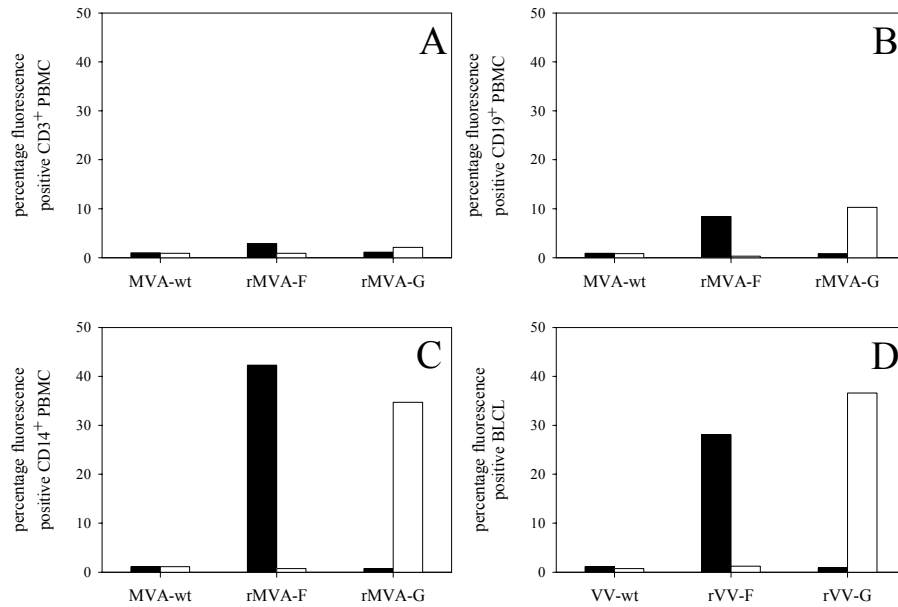 A
percentage fluorescence
positive CD3+ PBMC
50
40
30
20
10
0
MVA-wt rMVA-F rMVA-G
B
percentage fluorescence
positive CD19+ PBMC
50
40
30
20
10
0
MVA-wt rMVA-F rMVA-G
C
percentage fluorescence
positive CD14+ PBMC
50
40
30
20
10
0
MVA-wt rMVA-F rMVA-G
D
percentage fluorescence
positive BLCL
50
40
30
20
10
0
VV-wt rVV-F rVV-G